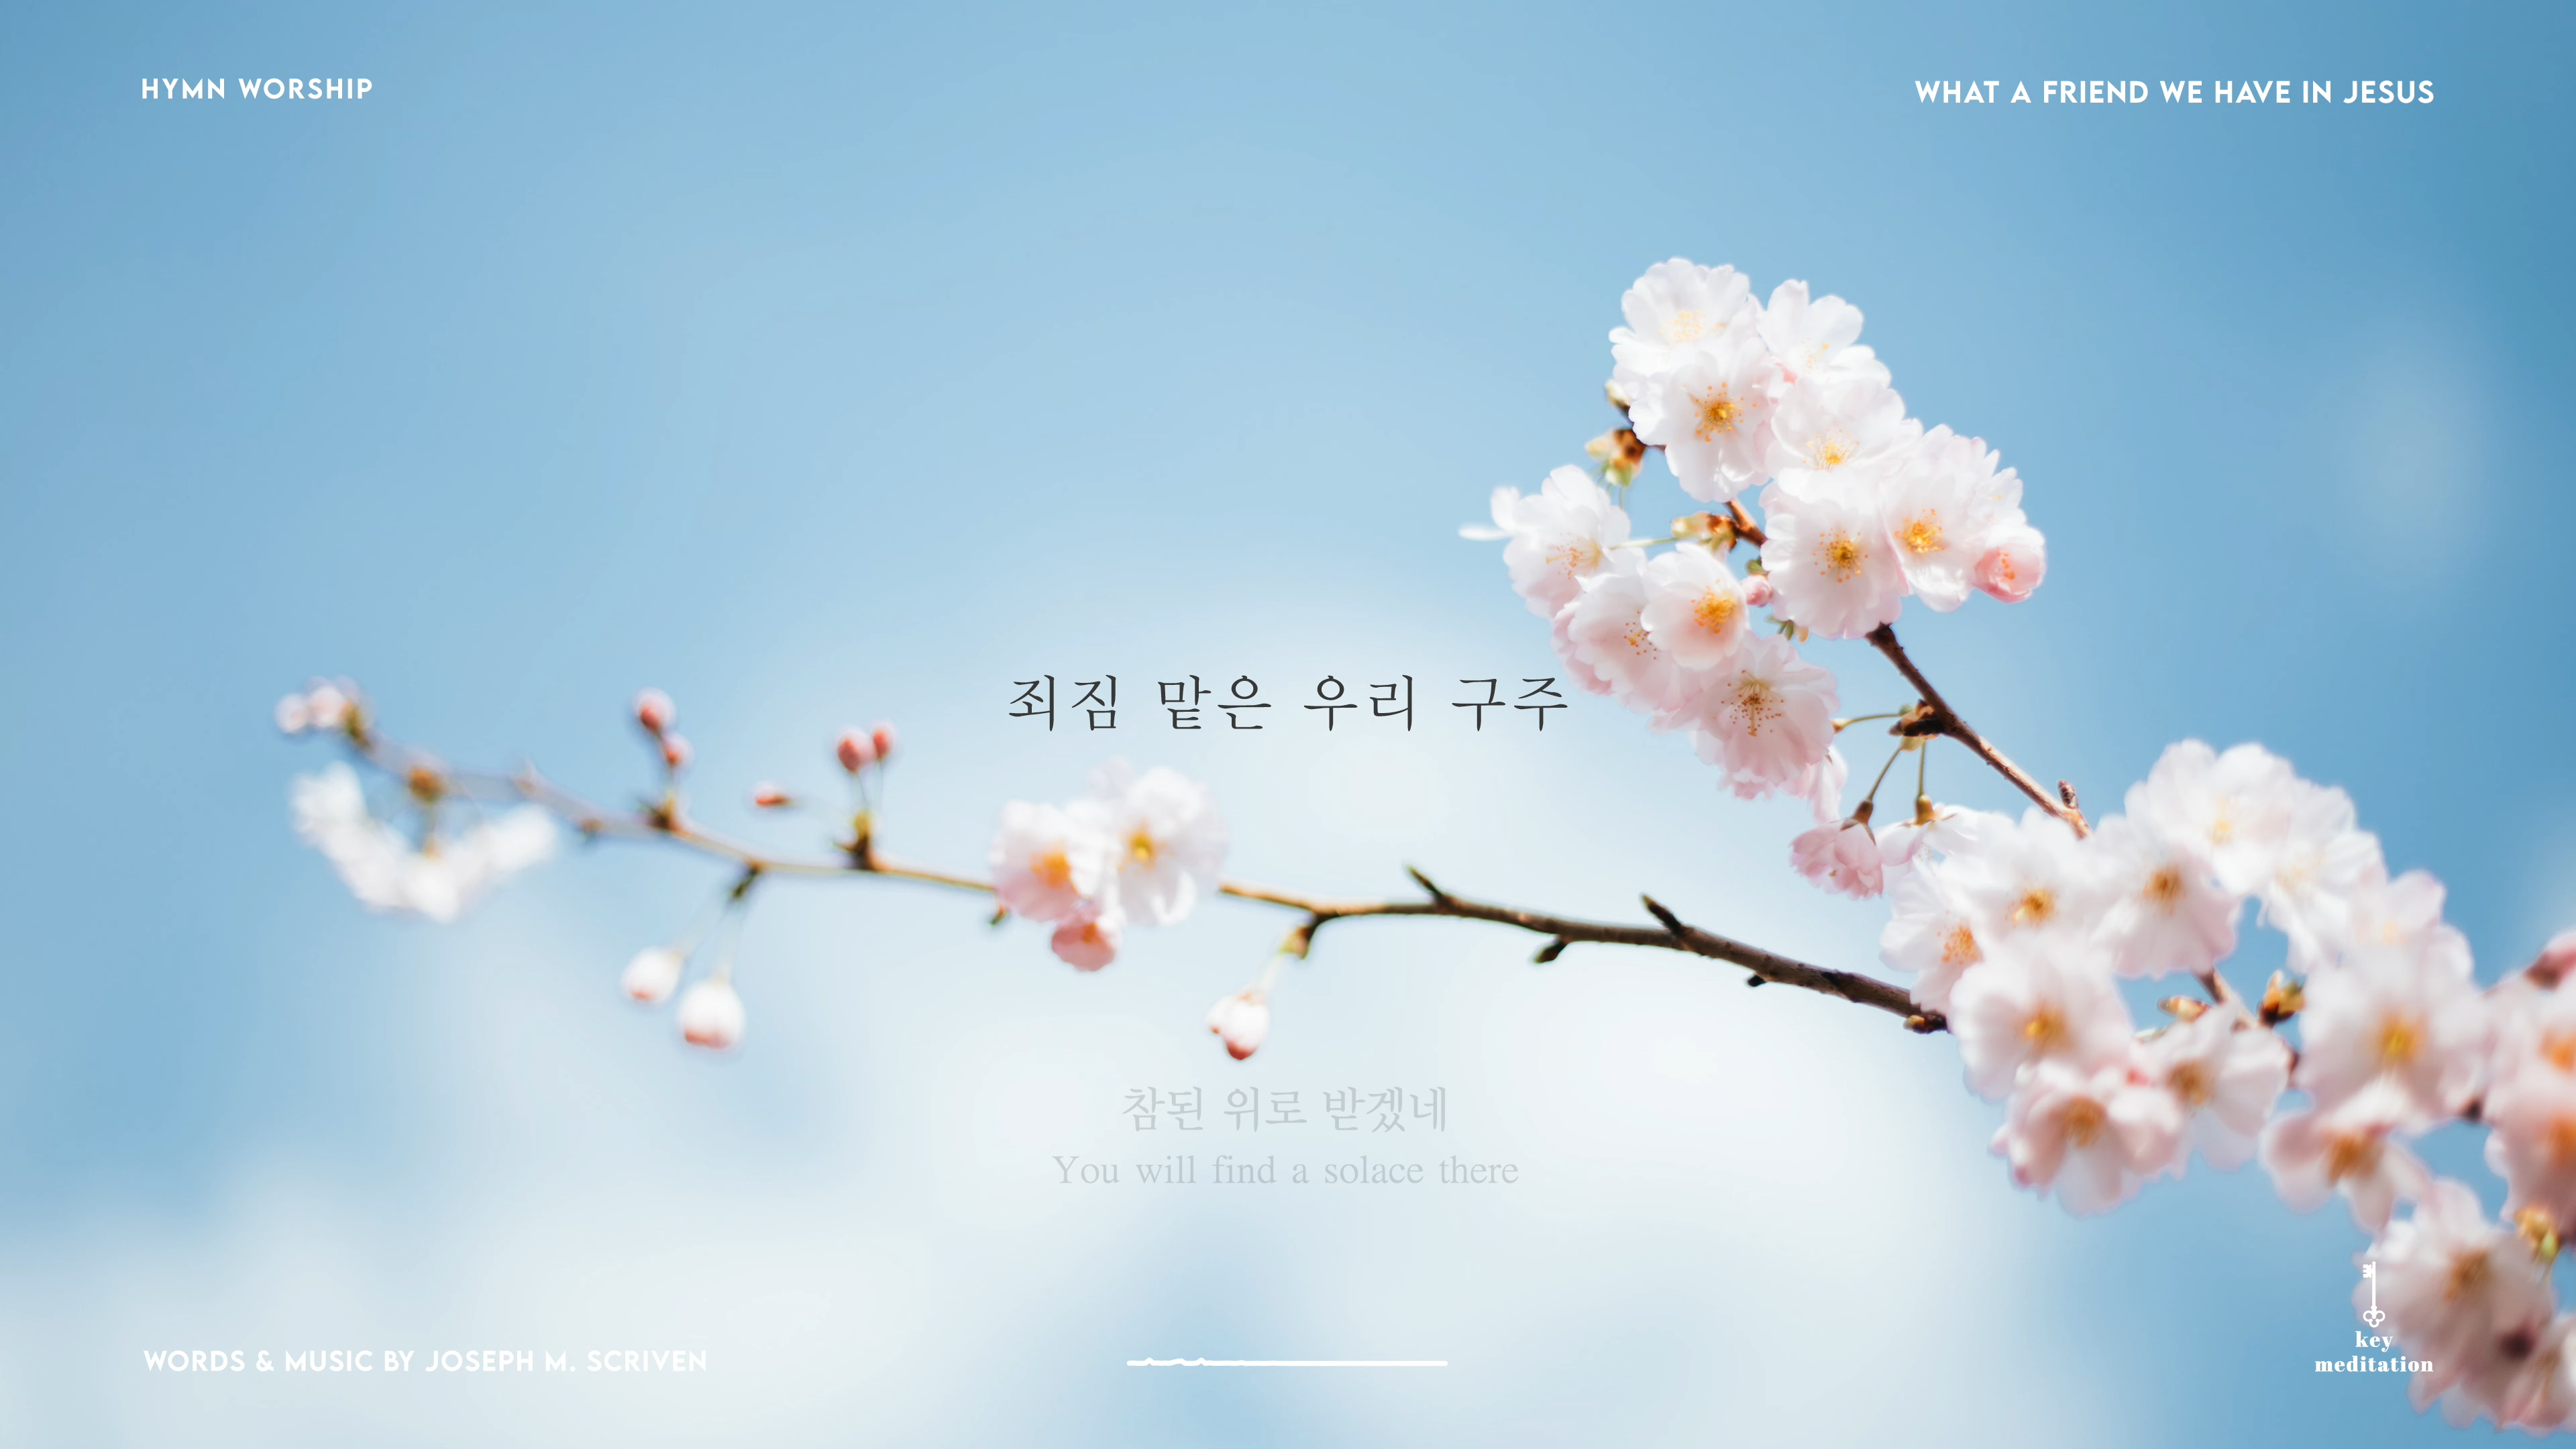 HYMN WORSHIP
WHAT A FRIEND WE HAVE IN JESUS
죄짐 맡은 우리 구주
참된 위로 받겠네
You will find a solace there
WORDS & MUSIC BY JOSEPH M. SCRIVEN
key
meditation